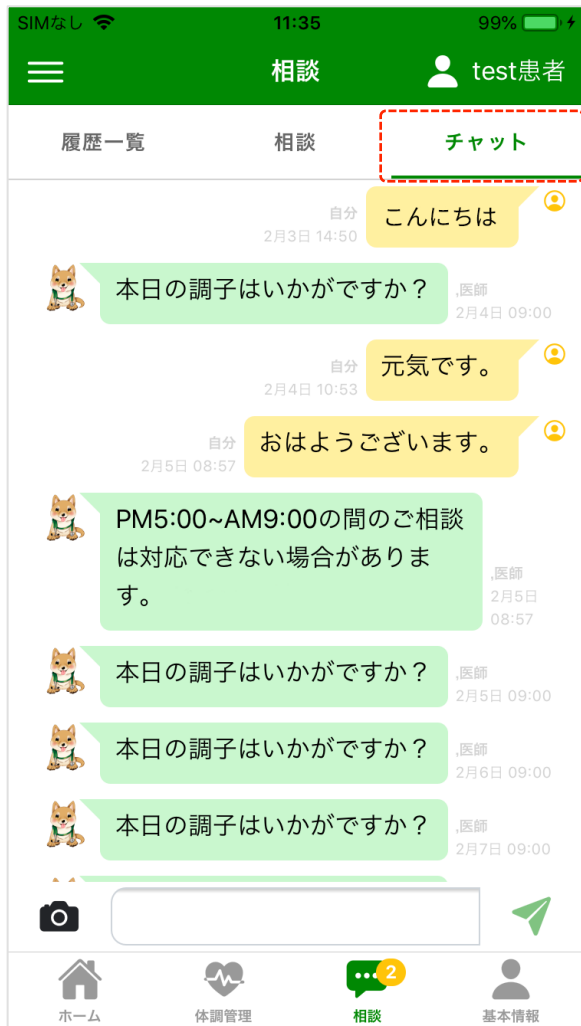 SIMなし 11:35 99%
相談 test患者
履歴一覧 相談 チャット
自分 こんにちは
2月3日 14:50
本日の調子はいかがですか？ ,医師
2月4日 09:00
自分 元気です。
2月4日 10:53
自分 おはようございます。
2月5日 08:57
PM5:00~AM9:00の間のご相談
は対応できない場合がありま
す。
,医師
2月5日
08:57
本日の調子はいかがですか？ ,医師
2月5日 09:00
本日の調子はいかがですか？ ,医師
2月6日 09:00
本日の調子はいかがですか？ ,医師
2月7日 09:00
2
ホーム 体調管理 相談 基本情報